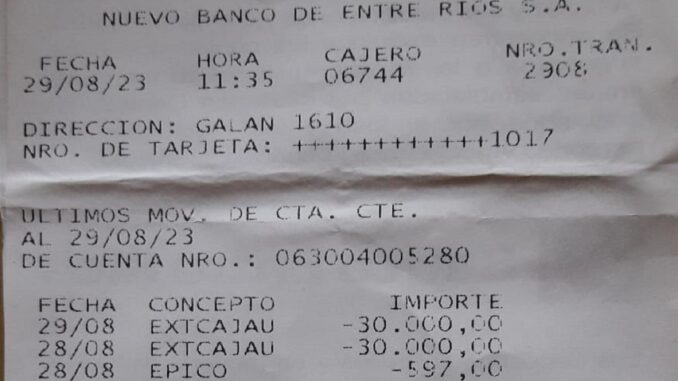 NUEVO BANCO DE ENTRE RIOS S.A.
FECHA HORA CAJERO NRO.TRAN.
29/08/23 11:35 06744 2908
DIRECCION: GALAN 1610
NRO. DE TARJETA: ++++++++++++1017
ULTIMOS MOV. DE CTA. CTE.
AL 29/08/23
DE CUENTA NRO.: 063004005280
FECHA CONCEPTO IMPORTE
29/08 EXTCAJAU -30.000,00
28/08 EXTCAJAU -30.000,00
28/08 EPICO -597,00